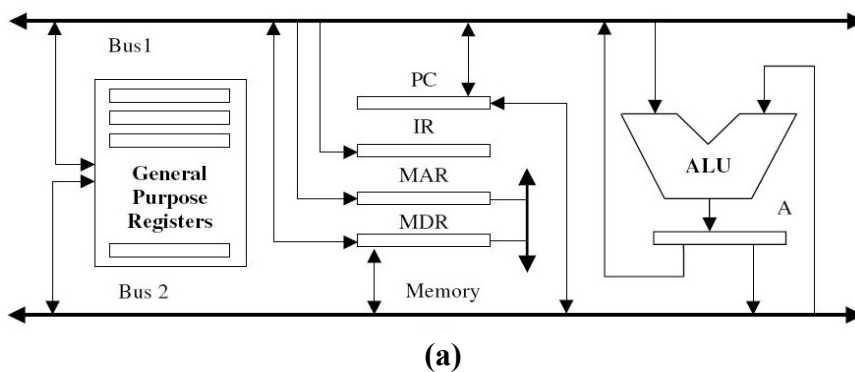 Bus1
PC
IR
General
Purpose
Registers
MAR
MDR
ALU
A
Bus 2
Memory
(a)